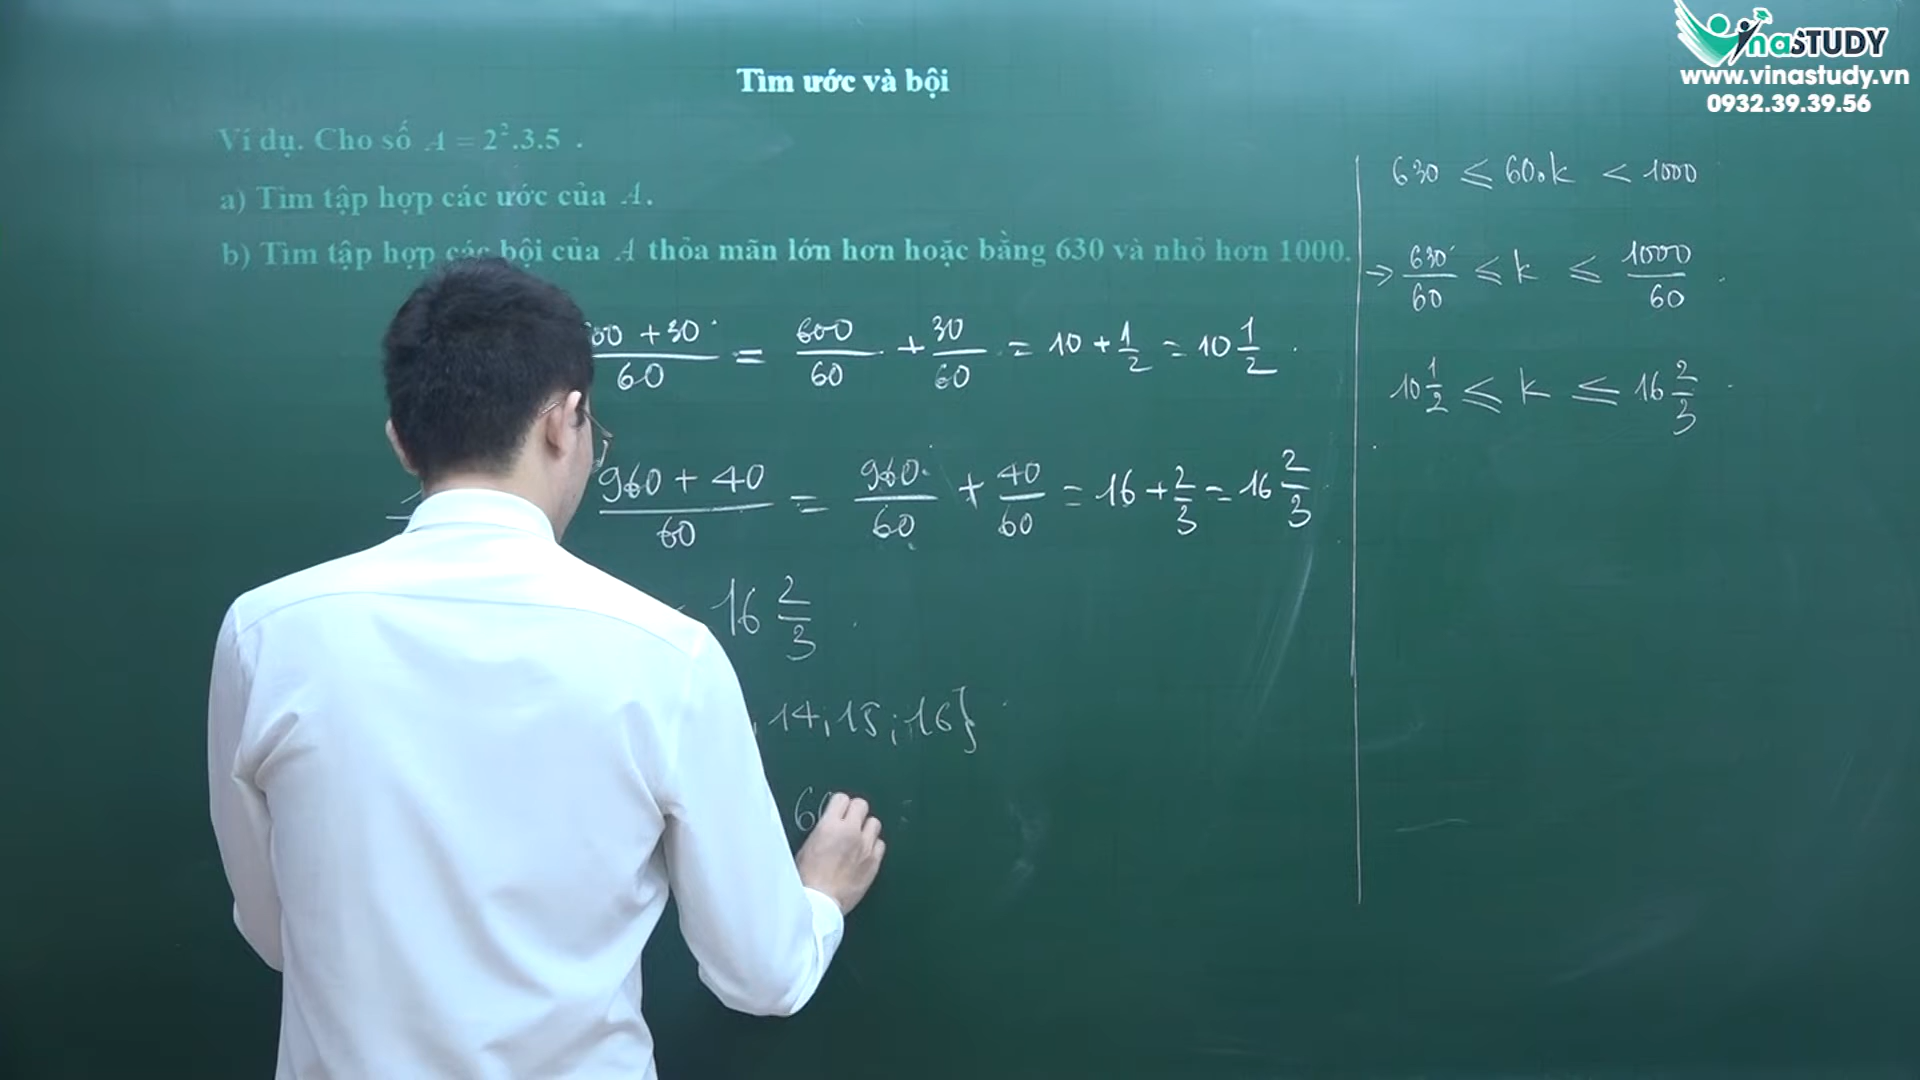 inaSTUDY
www.vinastudy.vn
0932.39.39.56
Tìm ước và bội
Ví dụ. Cho số A = 2².3.5 .
a) Tìm tập hợp các ước của A.
b) Tìm tập hợp các bội của A thỏa mãn lớn hơn hoặc bằng 630 và nhỏ hơn 1000.
00 + 30 / 60 = 600/60 + 30/60 = 10 + 1/2 = 10 1/2 .
960 + 40 / 60 = 960/60 + 40/60 = 16 + 2/3 = 16 2/3
16 2/3 .
, 14 ; 15 ; 16}
60
630 ≤ 60.k < 1000
→ 630/60 ≤ k ≤ 1000/60 .
10 1/2 ≤ k ≤ 16 2/3 .